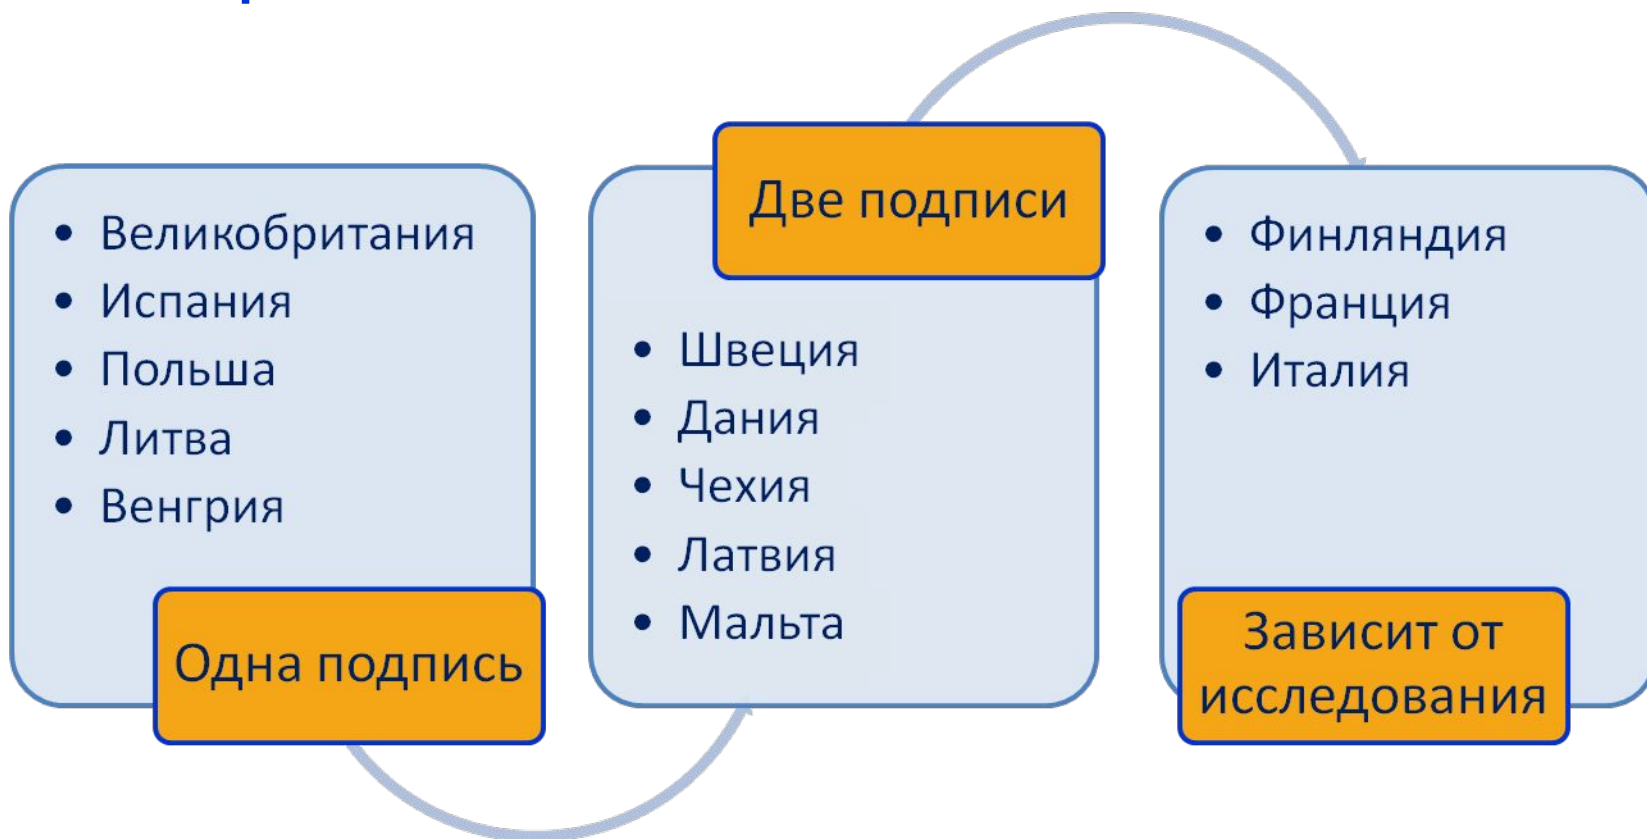 • Великобритания
• Испания
• Польша
• Литва
• Венгрия
Одна подпись
Две подписи
• Швеция
• Дания
• Чехия
• Латвия
• Мальта
• Финляндия
• Франция
• Италия
Зависит от
исследования